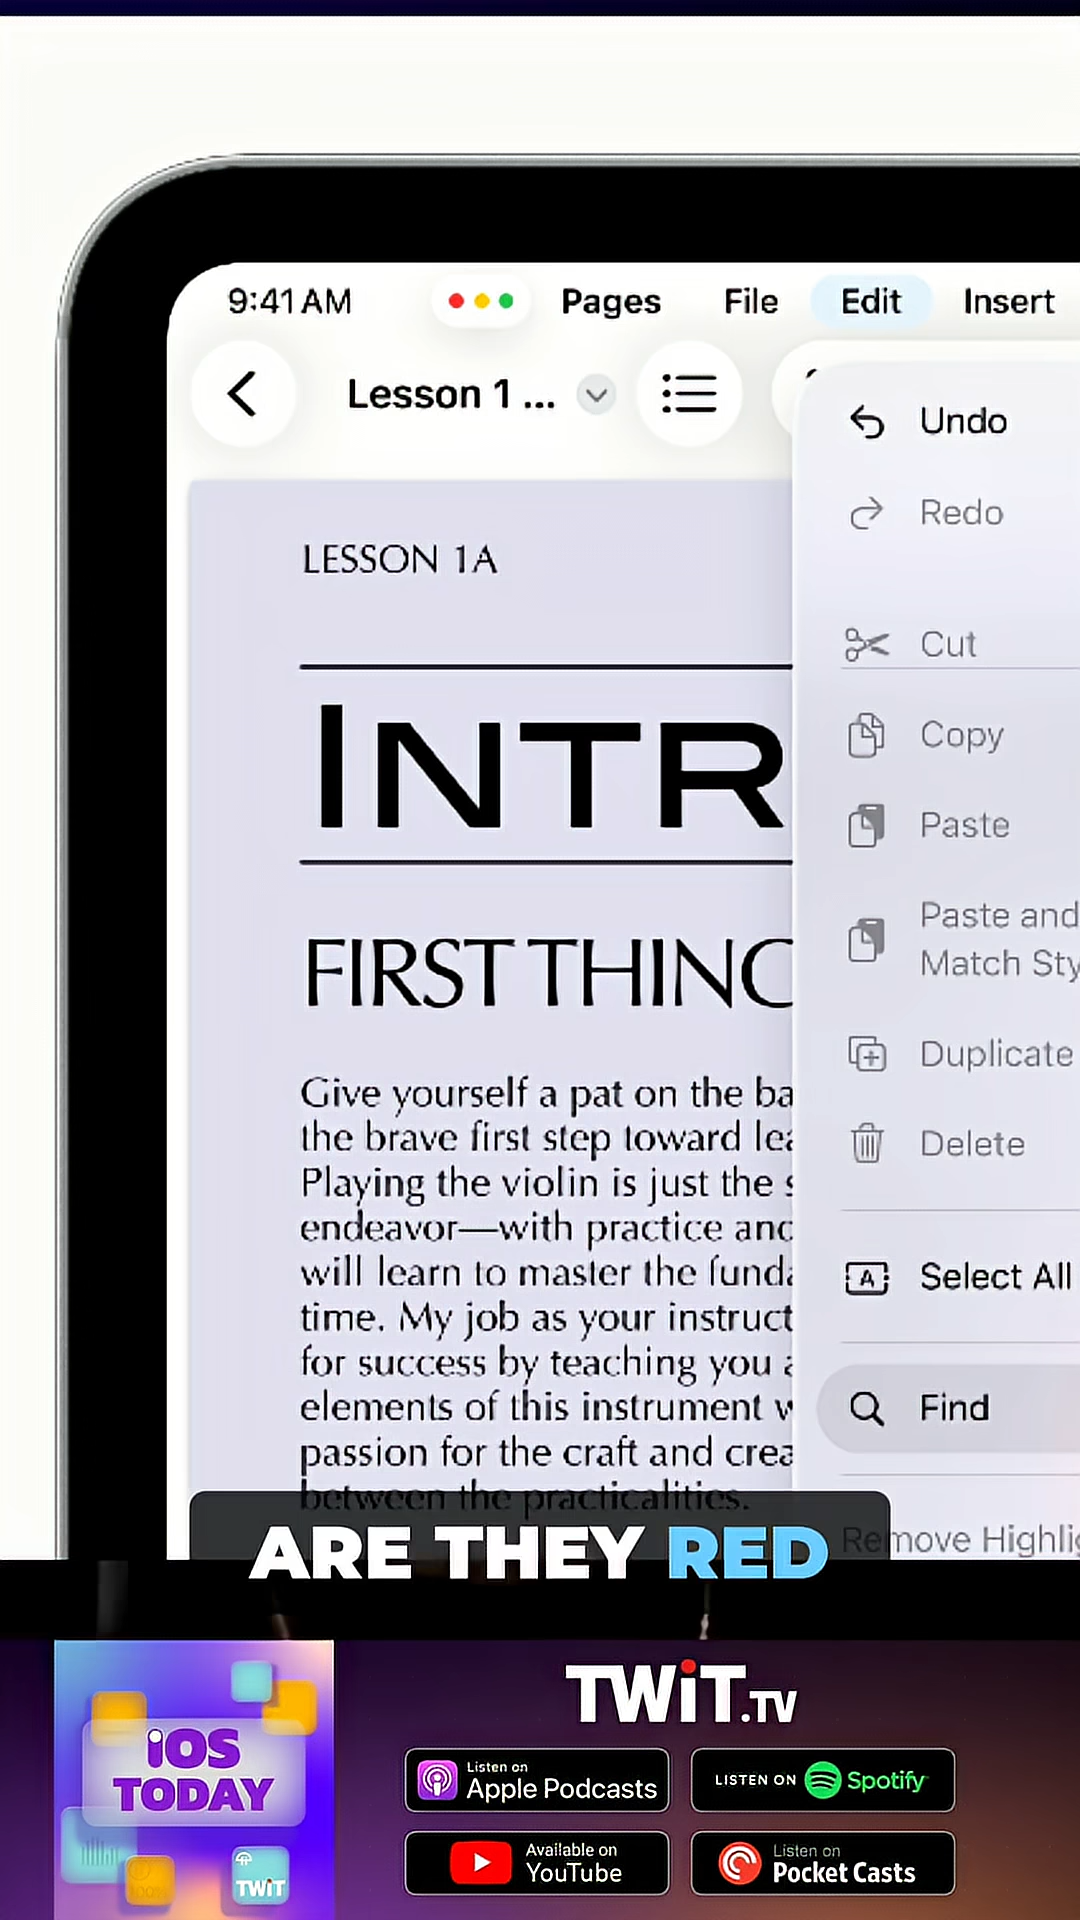 9:41 AM
Pages File Edit Insert
Lesson 1 ...
Undo
Redo
Cut
Copy
Paste
Paste and
Match Sty
Duplicate
Delete
Select All
Find
Remove Highlig
LESSON 1A
INTR
FIRST THING
Give yourself a pat on the ba
the brave first step toward lea
Playing the violin is just the s
endeavor—with practice and
will learn to master the funda
time. My job as your instruct
for success by teaching you a
elements of this instrument w
passion for the craft and crea
between the practicalities.
ARE THEY RED
iOS
TODAY
TWiT
TWiT.TV
Listen on
Apple Podcasts
LISTEN ON Spotify
Available on
YouTube
Listen on
Pocket Casts